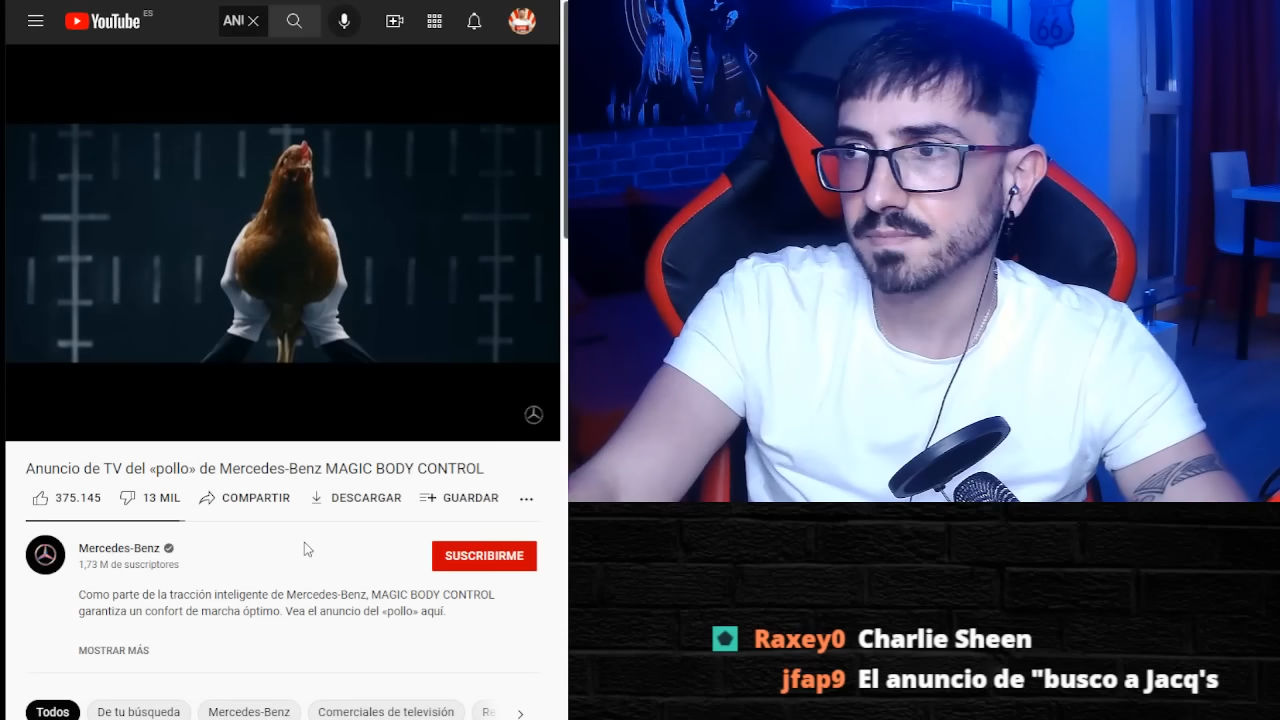 YouTube ES
ANI
66
Anuncio de TV del «pollo» de Mercedes-Benz MAGIC BODY CONTROL
375.145 13 MIL COMPARTIR DESCARGAR GUARDAR
Mercedes-Benz
1,73 M de suscriptores
SUSCRIBIRME
Como parte de la tracción inteligente de Mercedes-Benz, MAGIC BODY CONTROL
garantiza un confort de marcha óptimo. Vea el anuncio del «pollo» aquí.
MOSTRAR MÁS
Todos De tu búsqueda Mercedes-Benz Comerciales de televisión Re
Raxey0 Charlie Sheen
jfap9 El anuncio de "busco a Jacq's